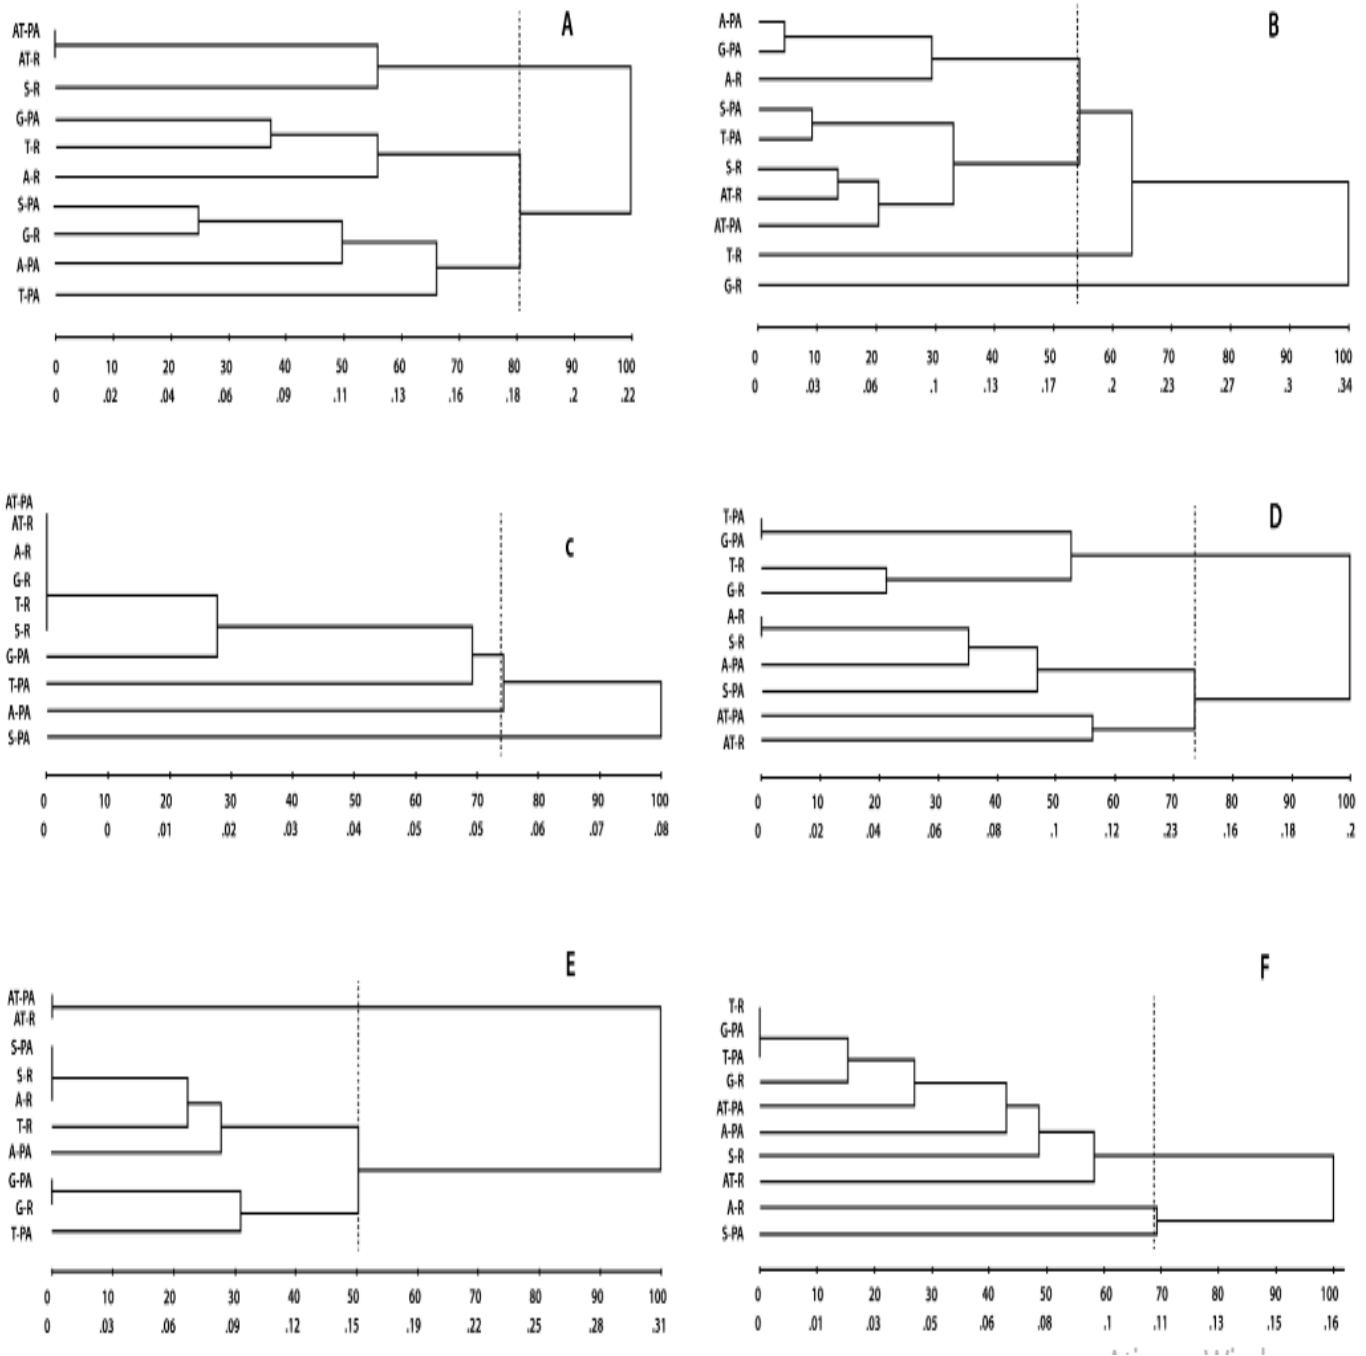 A
AT-PA
AT-R
S-R
G-PA
T-R
A-R
S-PA
G-R
A-PA
T-PA
0 10 20 30 40 50 60 70 80 90 100
0 .02 .04 .06 .09 .11 .13 .16 .18 .2 .22
B
A-PA
G-PA
A-R
S-PA
T-PA
S-R
AT-R
AT-PA
T-R
G-R
0 10 20 30 40 50 60 70 80 90 100
0 .03 .06 .1 .13 .17 .2 .23 .27 .3 .34
c
AT-PA
AT-R
A-R
G-R
T-R
S-R
G-PA
T-PA
A-PA
S-PA
0 10 20 30 40 50 60 70 80 90 100
0 0 .01 .02 .03 .04 .05 .05 .06 .07 .08
D
T-PA
G-PA
T-R
G-R
A-R
S-R
A-PA
S-PA
AT-PA
AT-R
0 10 20 30 40 50 60 70 80 90 100
0 .02 .04 .06 .08 .1 .12 .23 .16 .18 .2
E
AT-PA
AT-R
S-PA
S-R
A-R
T-R
A-PA
G-PA
G-R
T-PA
0 10 20 30 40 50 60 70 80 90 100
0 .03 .06 .09 .12 .15 .19 .22 .25 .28 .31
F
T-R
G-PA
T-PA
G-R
AT-PA
A-PA
S-R
AT-R
A-R
S-PA
0 10 20 30 40 50 60 70 80 90 100
0 .01 .03 .05 .06 .08 .1 .11 .13 .15 .16